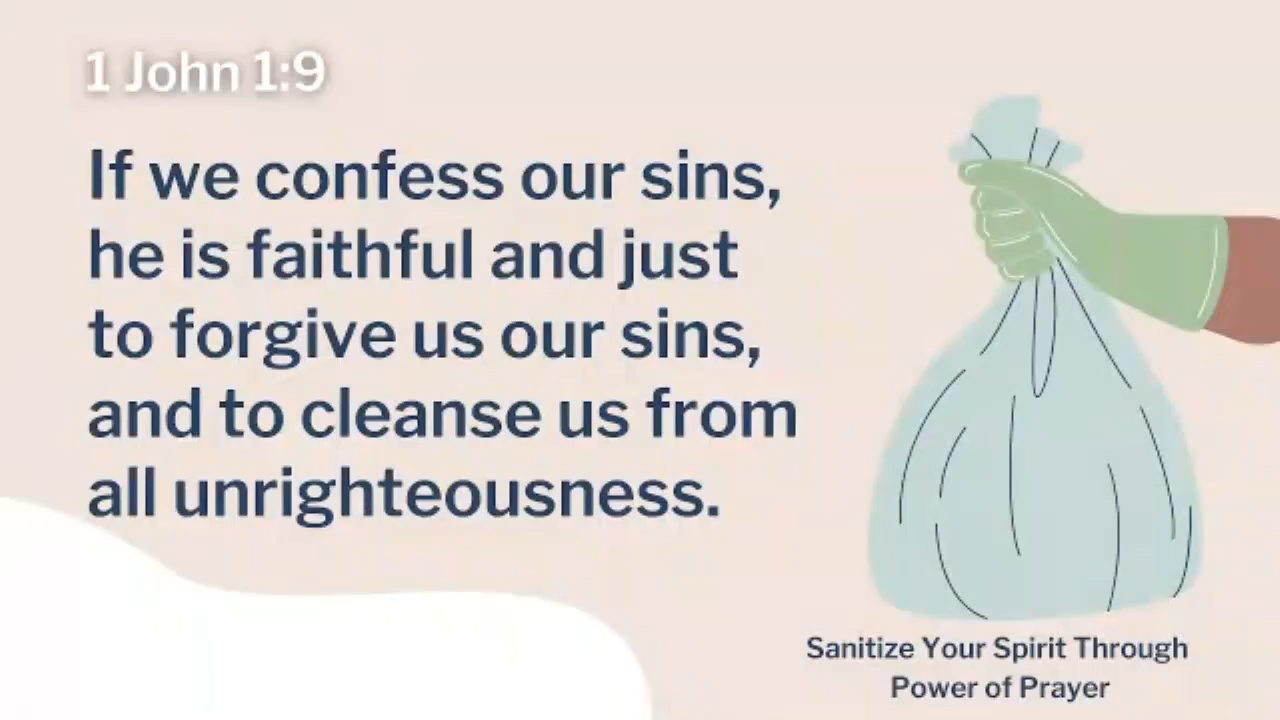 1 John 1:9
If we confess our sins,
he is faithful and just
to forgive us our sins,
and to cleanse us from
all unrighteousness.
Sanitize Your Spirit Through
Power of Prayer